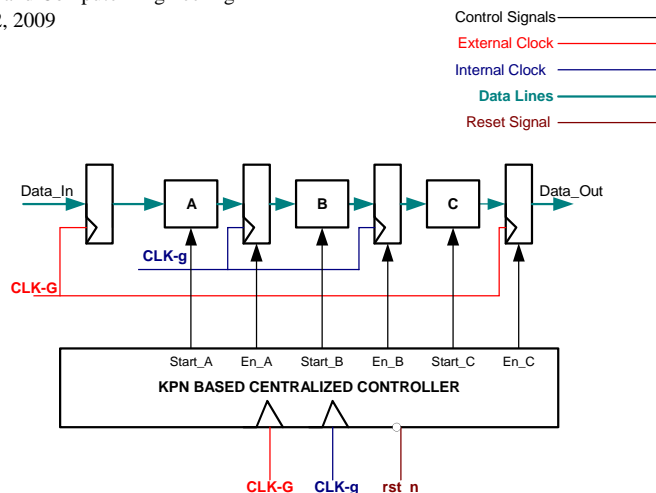 2, 2009
Control Signals
External Clock
Internal Clock
Data Lines
Reset Signal
Data_In
A
B
C
Data_Out
CLK-g
CLK-G
Start_A
En_A
Start_B
En_B
Start_C
En_C
KPN BASED CENTRALIZED CONTROLLER
CLK-G
CLK-g
rst_n